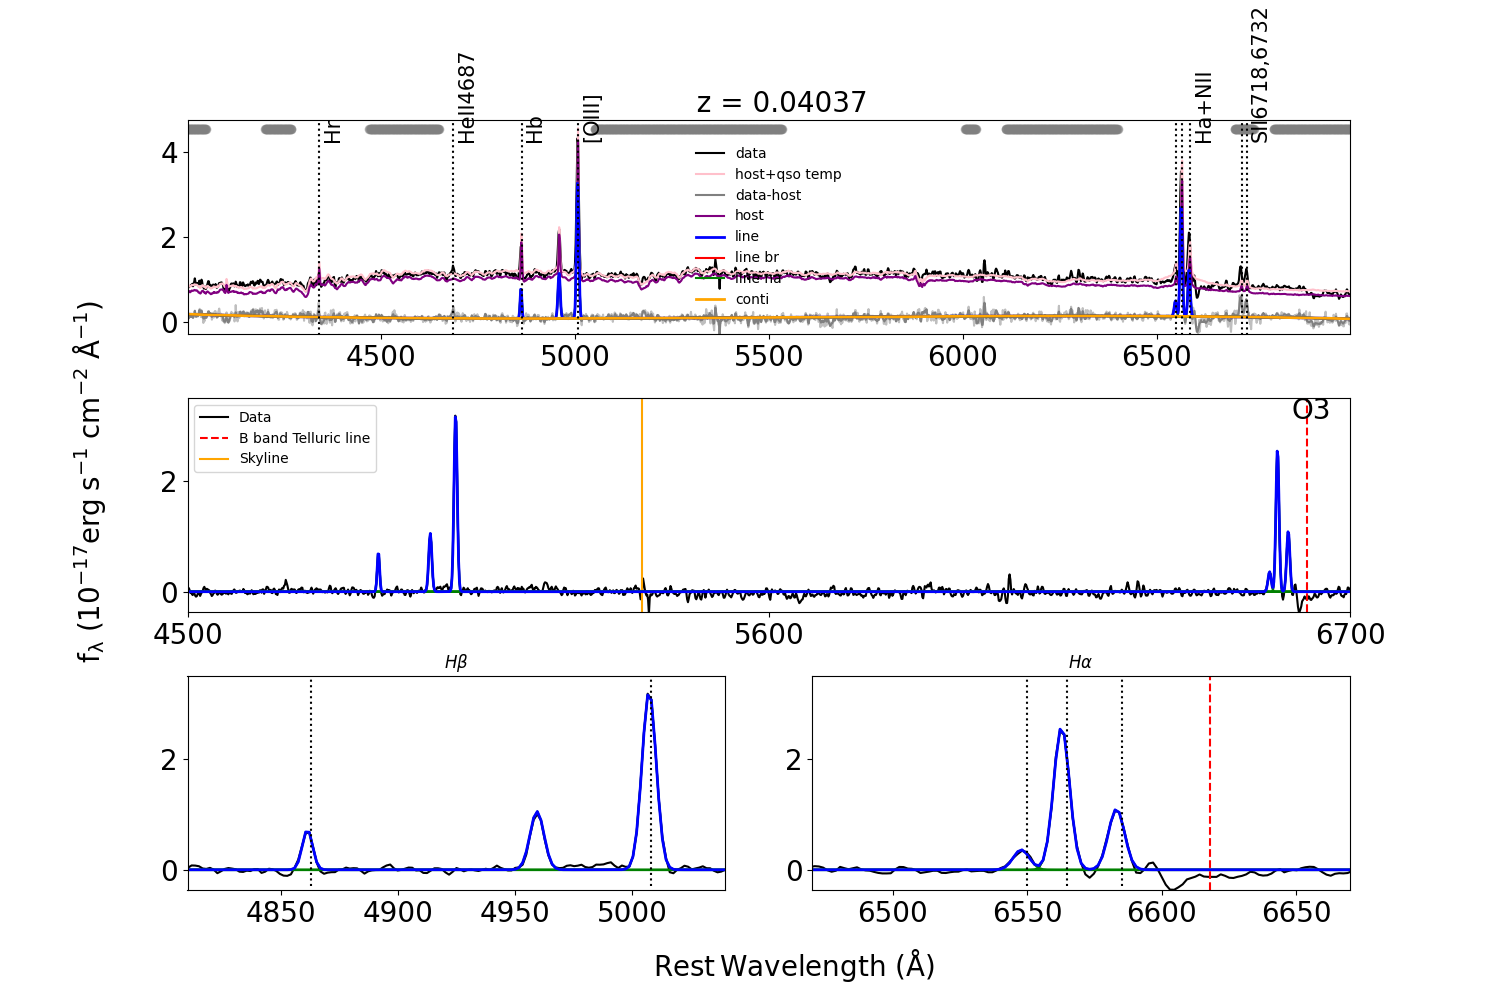 z = 0.04037
Hr
HeII4687
Hb
[OIII]
Ha+NII
SII6718,6732
data
host+qso temp
data-host
host
line
line br
line na
conti
4
2
0
4500 5000 5500 6000 6500
fλ (10⁻¹⁷erg s⁻¹ cm⁻² Å⁻¹)
Data
B band Telluric line
Skyline
O3
2
0
4500 5600 6700
Hβ
2
0
4850 4900 4950 5000
Hα
2
0
6500 6550 6600 6650
Rest Wavelength (Å)